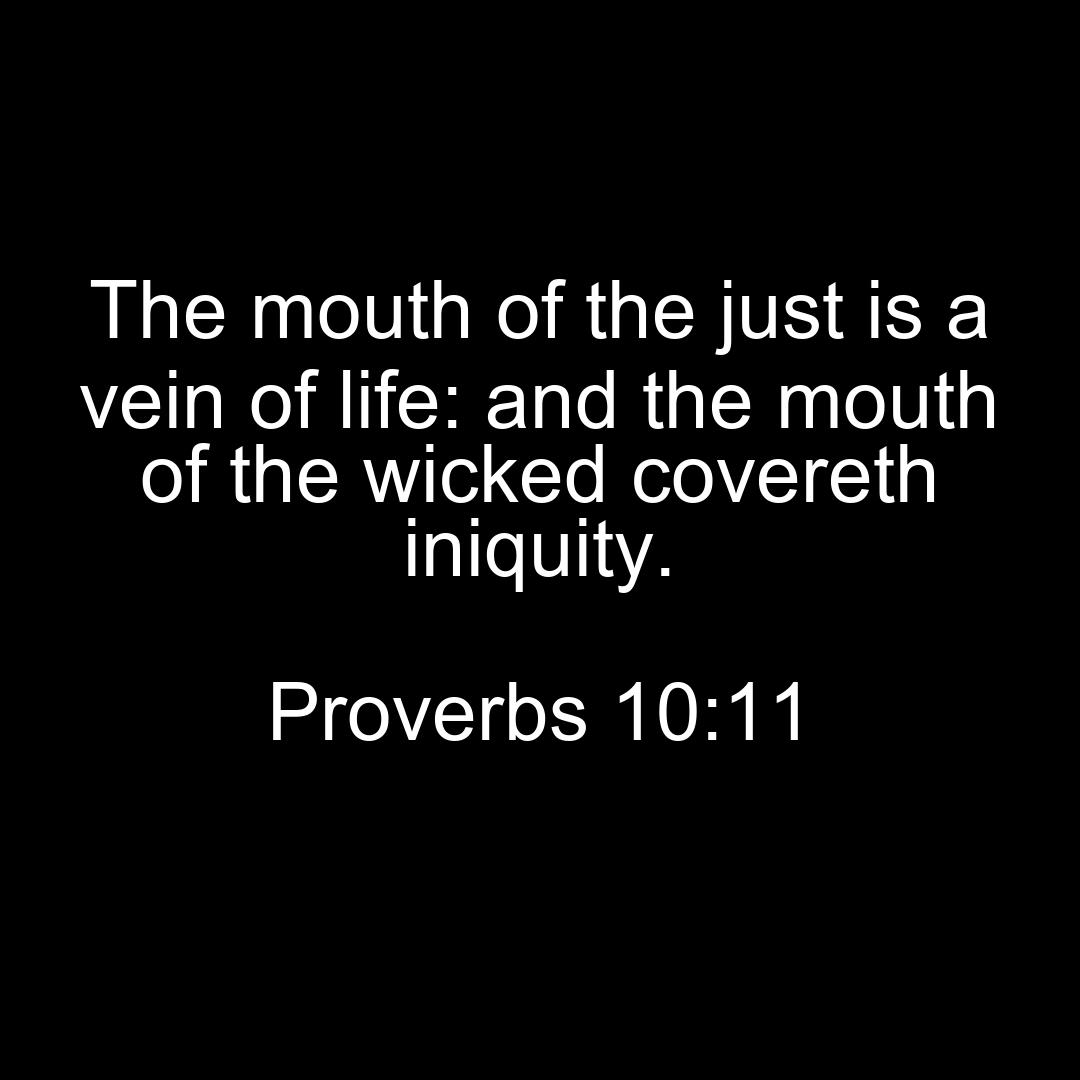 The mouth of the just is a
vein of life: and the mouth
of the wicked covereth
iniquity.
Proverbs 10:11